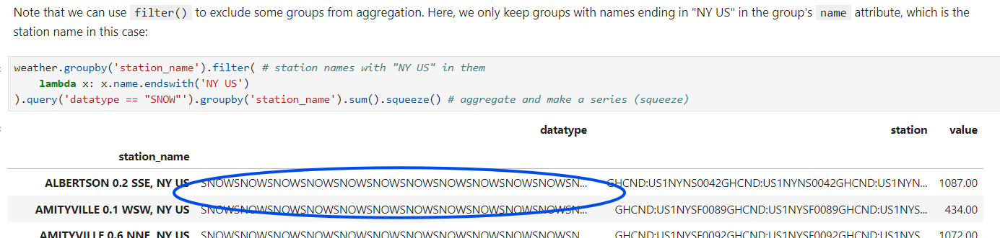 Note that we can use filter() to exclude some groups from aggregation. Here, we only keep groups with names ending in "NY US" in the group's name attribute, which is the
station name in this case:
weather.groupby('station_name').filter( # station names with "NY US" in them
lambda x: x.name.endswith('NY US')
).query('datatype == "SNOW"').groupby('station_name').sum().squeeze() # aggregate and make a series (squeeze)
datatype station value
station_name
ALBERTSON 0.2 SSE, NY US SNOWSNOWSNOWSNOWSNOWSNOWSNOWSNOWSNOWSNOWSNOWSN... GHCND:US1NYNS0042GHCND:US1NYNS0042GHCND:US1NYN... 1087.00
AMITYVILLE 0.1 WSW, NY US SNOWSNOWSNOWSNOWSNOWSNOWSNOWSNOWSNOWSNOWSNOWSN... GHCND:US1NYSF0089GHCND:US1NYSF0089GHCND:US1NYS... 434.00
AMITYVILLE 0.6 NNE, NY US SNOWSNOWSNOWSNOWSNOWSNOWSNOWSNOWSNOWSNOWSNOWSN... GHCND:US1NYSF0092GHCND:US1NYSF0092GHCND:US1NYS... 1072.00